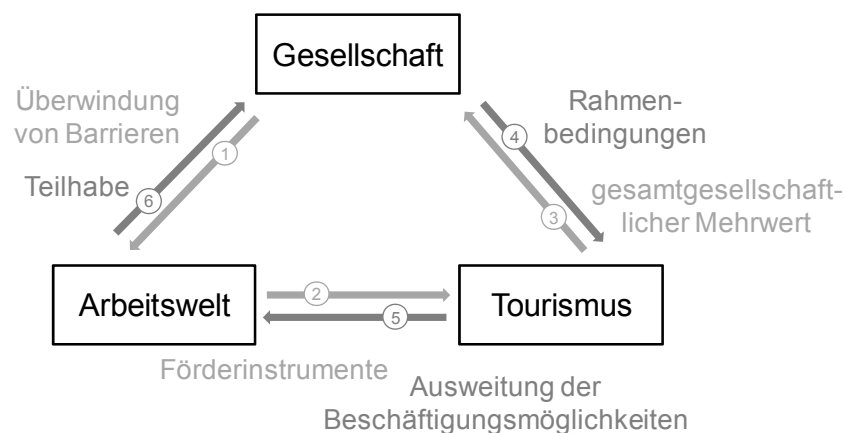 Gesellschaft
Überwindung
von Barrieren
Rahmen-
bedingungen
1
4
Teilhabe
6
gesamtgesellschaft-
licher Mehrwert
3
Arbeitswelt
2
5
Tourismus
Förderinstrumente
Ausweitung der
Beschäftigungsmöglichkeiten